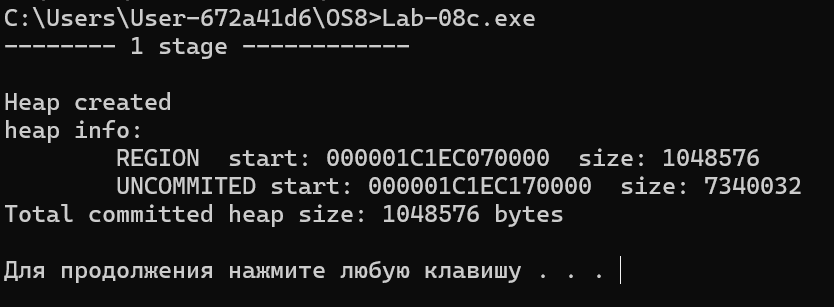 C:\Users\User-672a41d6\OS8>Lab-08c.exe
-------- 1 stage ------------
Heap created
heap info:
REGION  start: 000001C1EC070000  size: 1048576
UNCOMMITED start: 000001C1EC170000  size: 7340032
Total committed heap size: 1048576 bytes
Для продолжения нажмите любую клавишу . . .